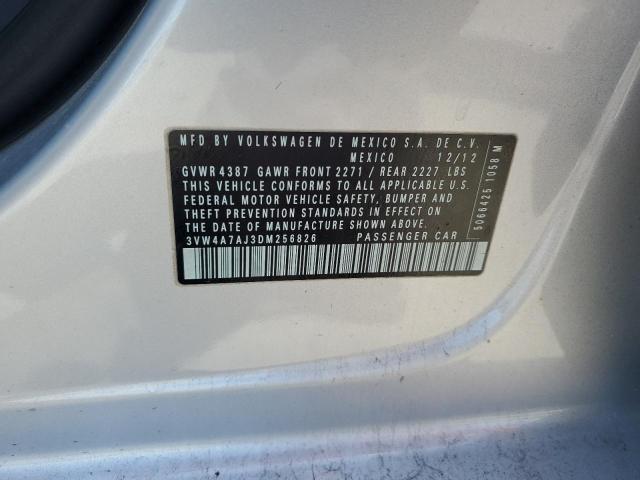 MFD BY VOLKSWAGEN DE MEXICO S.A. DE C.V.
MEXICO 12/12
GVWR 4387 GAWR FRONT 2271 / REAR 2227 LBS
THIS VEHICLE CONFORMS TO ALL APPLICABLE U.S.
FEDERAL MOTOR VEHICLE SAFETY, BUMPER AND
THEFT PREVENTION STANDARDS IN EFFECT ON
THE DATE OF MANUFACTURE SHOWN ABOVE.
3VW4A7AJ3DM256826 PASSENGER CAR
5066425 1058 M